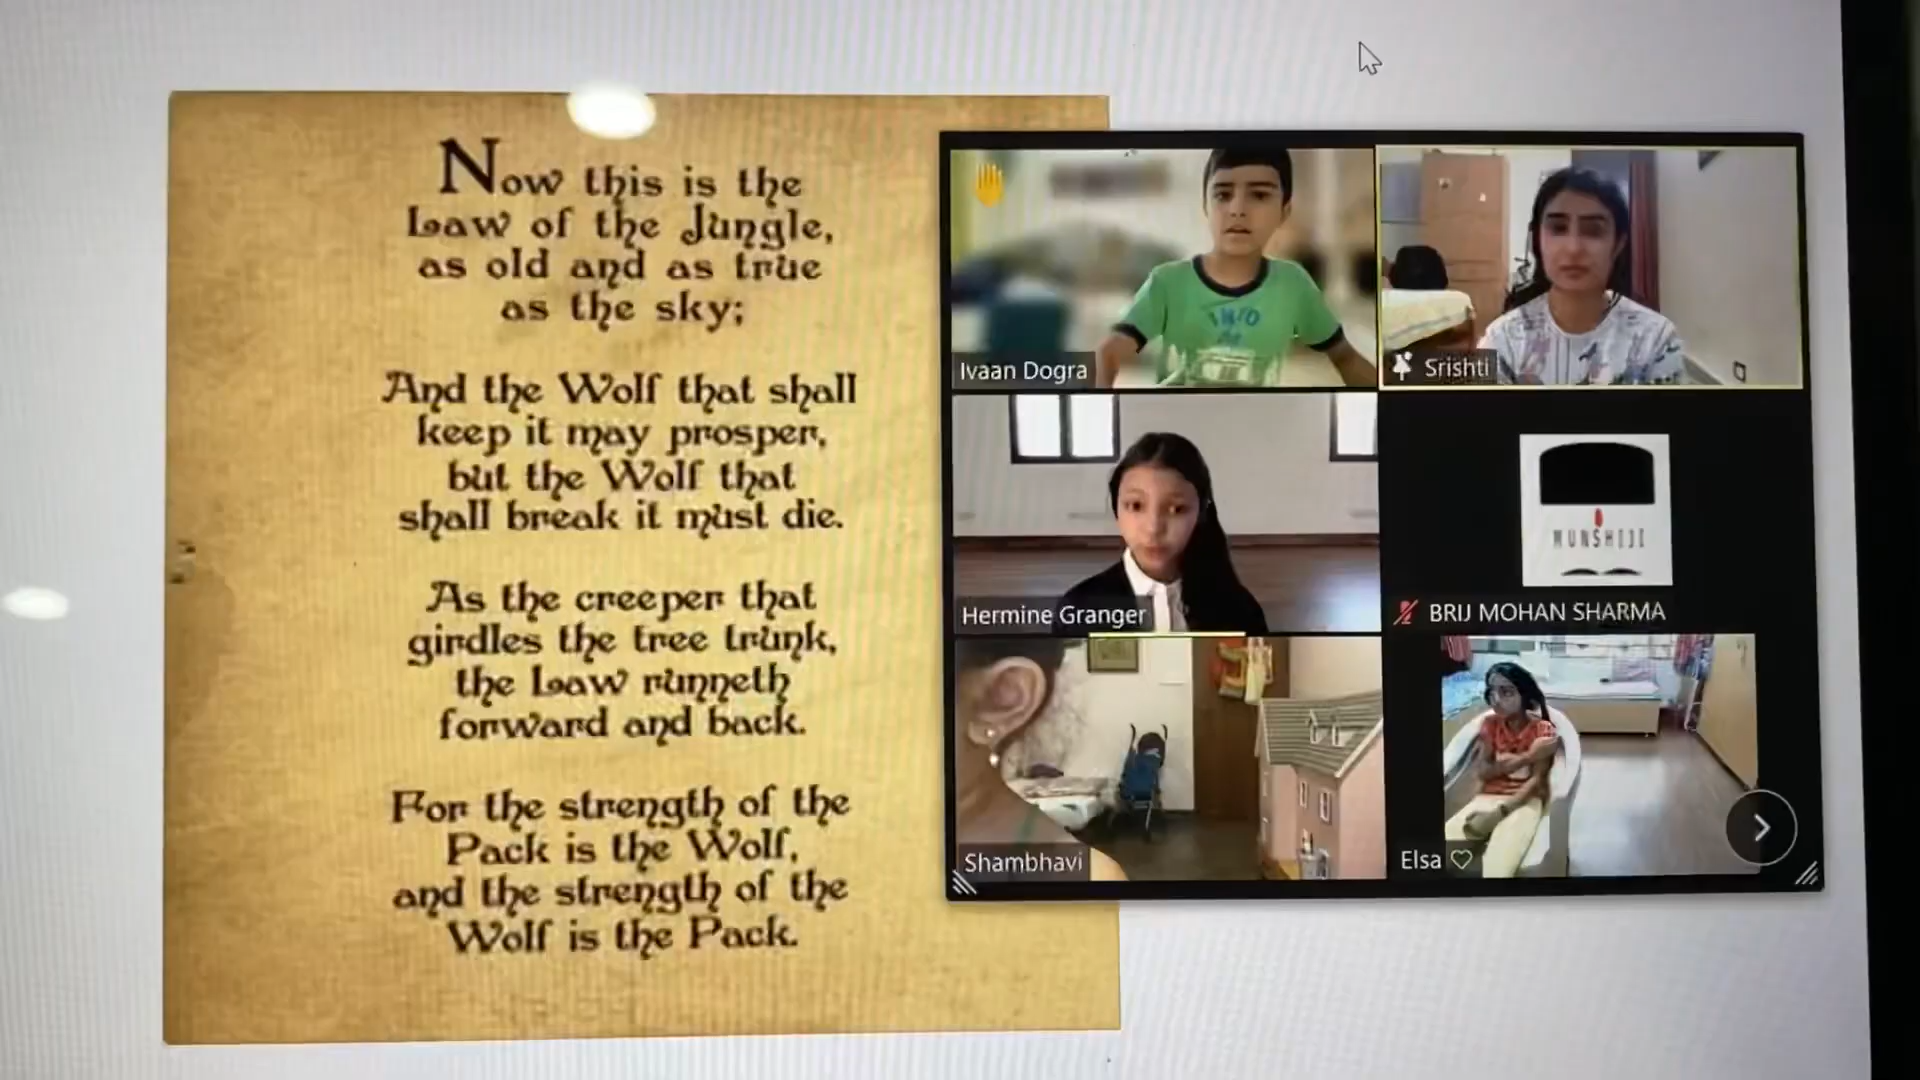 Now this is the
Law of the Jungle,
as old and as true
as the sky;
And the Wolf that shall
keep it may prosper,
but the Wolf that
shall break it must die.
As the creeper that
girdles the tree trunk,
the Law runneth
forward and back.
For the strength of the
Pack is the Wolf,
and the strength of the
Wolf is the Pack.
Ivaan Dogra
Srishti
Hermine Granger
MUNSHIJI
BRIJ MOHAN SHARMA
Shambhavi
Elsa ♡